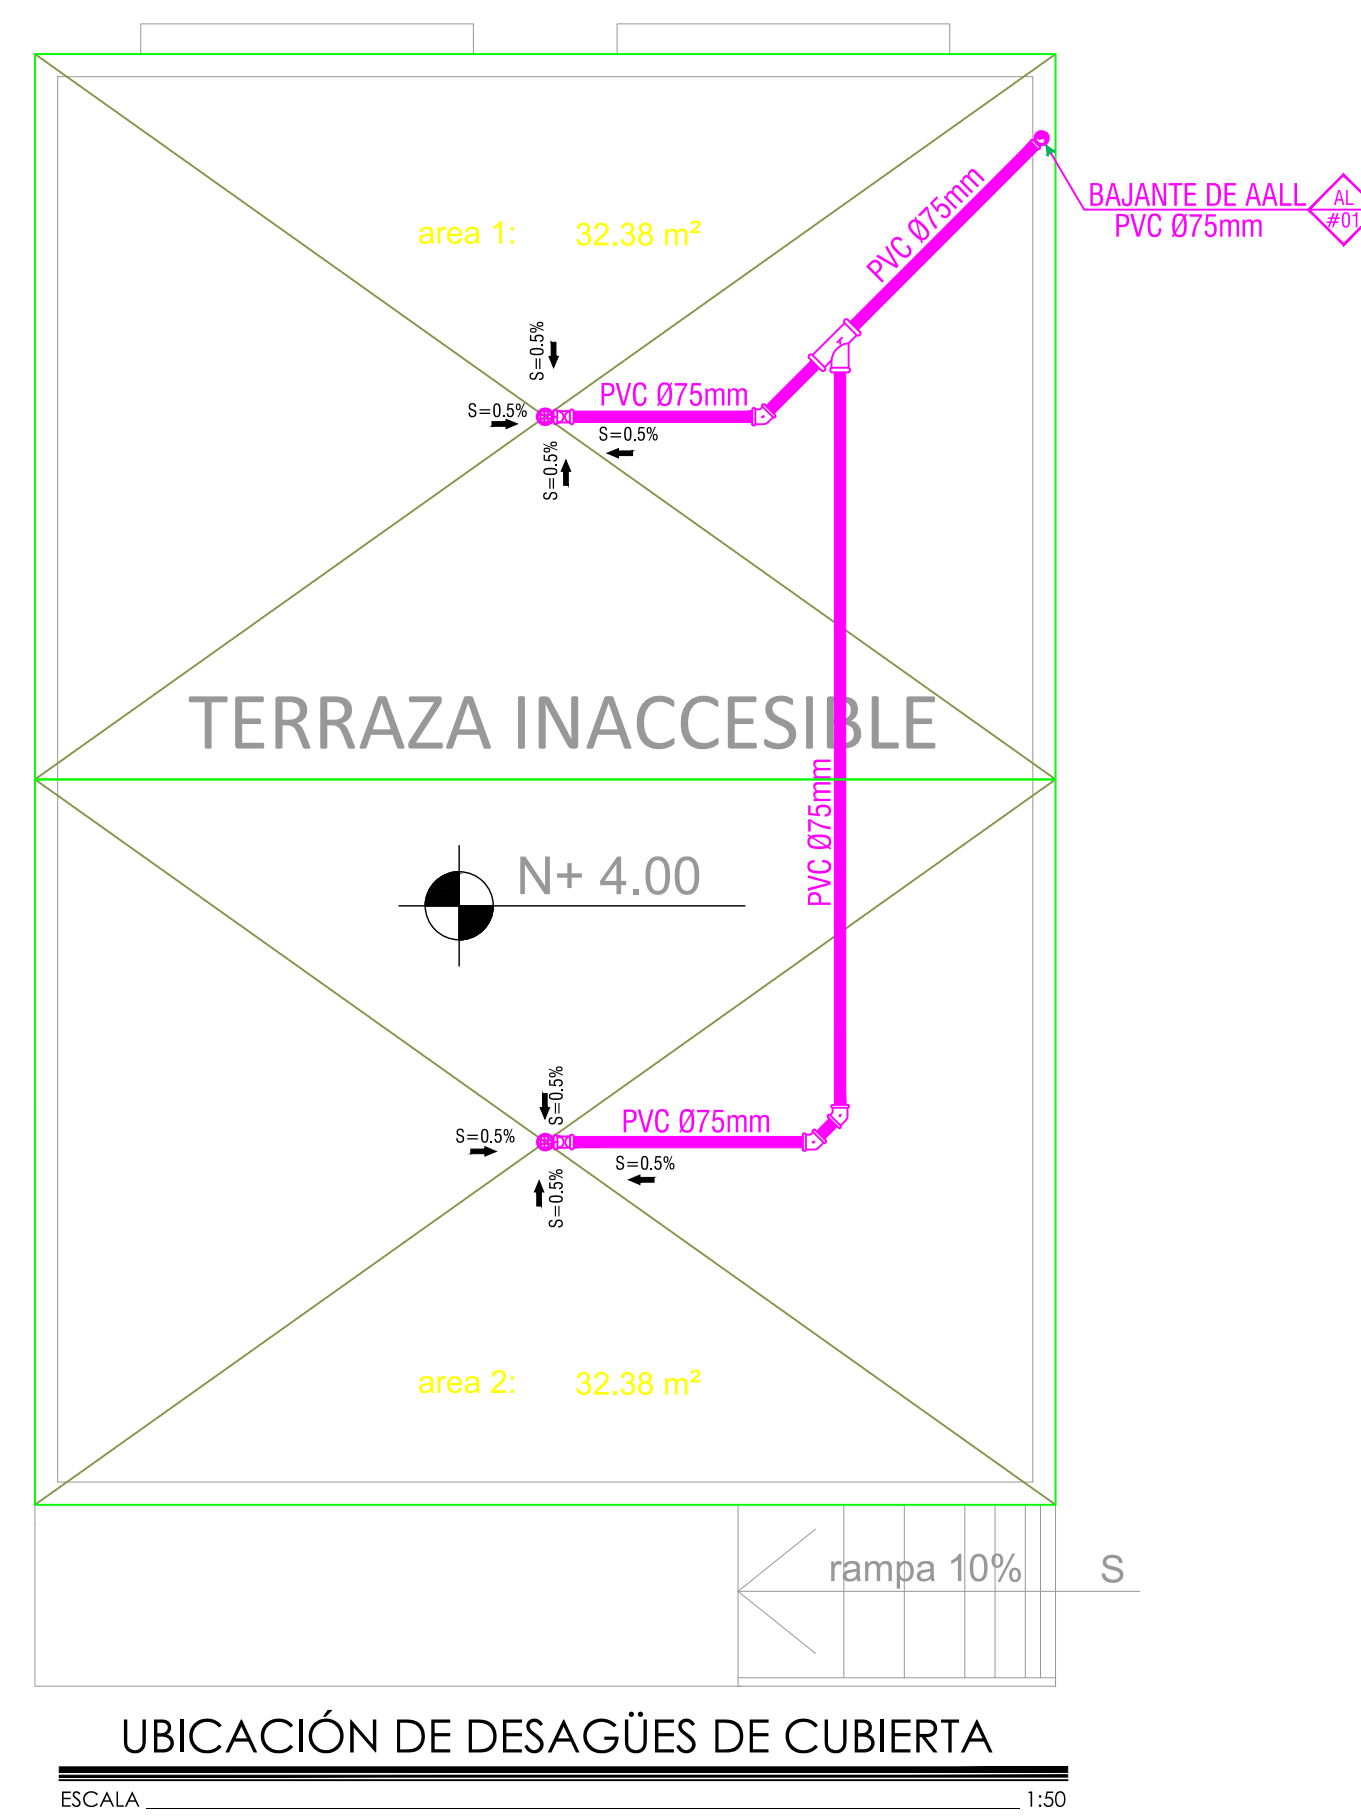 PVC Ø75mm
BAJANTE DE AALL
PVC Ø75mm
AL
#01
area 1: 32.38 m²
S=0.5%
PVC Ø75mm
S=0.5%
S=0.5%
S=0.5%
TERRAZA INACCESIBLE
PVC Ø75mm
N+ 4.00
S=0.5%
PVC Ø75mm
S=0.5%
S=0.5%
S=0.5%
area 2: 32.38 m²
rampa 10% S
UBICACIÓN DE DESAGÜES DE CUBIERTA
ESCALA 1:50